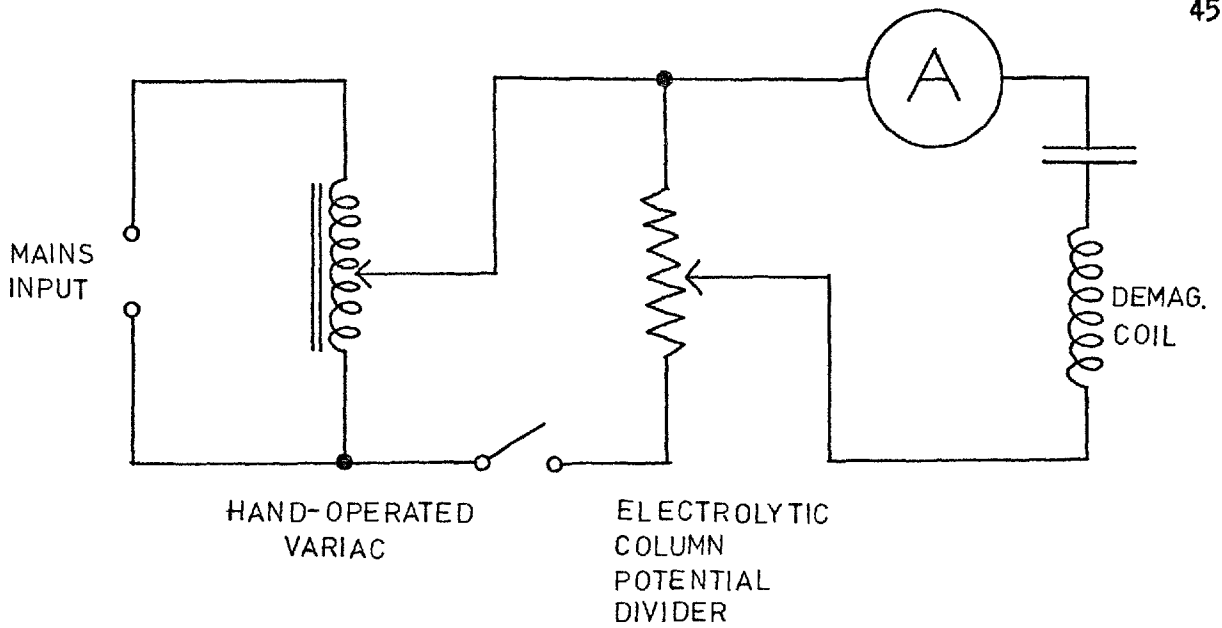 45
A
MAINS
INPUT
DEMAG.
COIL
HAND-OPERATED
VARIAC
ELECTROLYTIC
COLUMN
POTENTIAL
DIVIDER